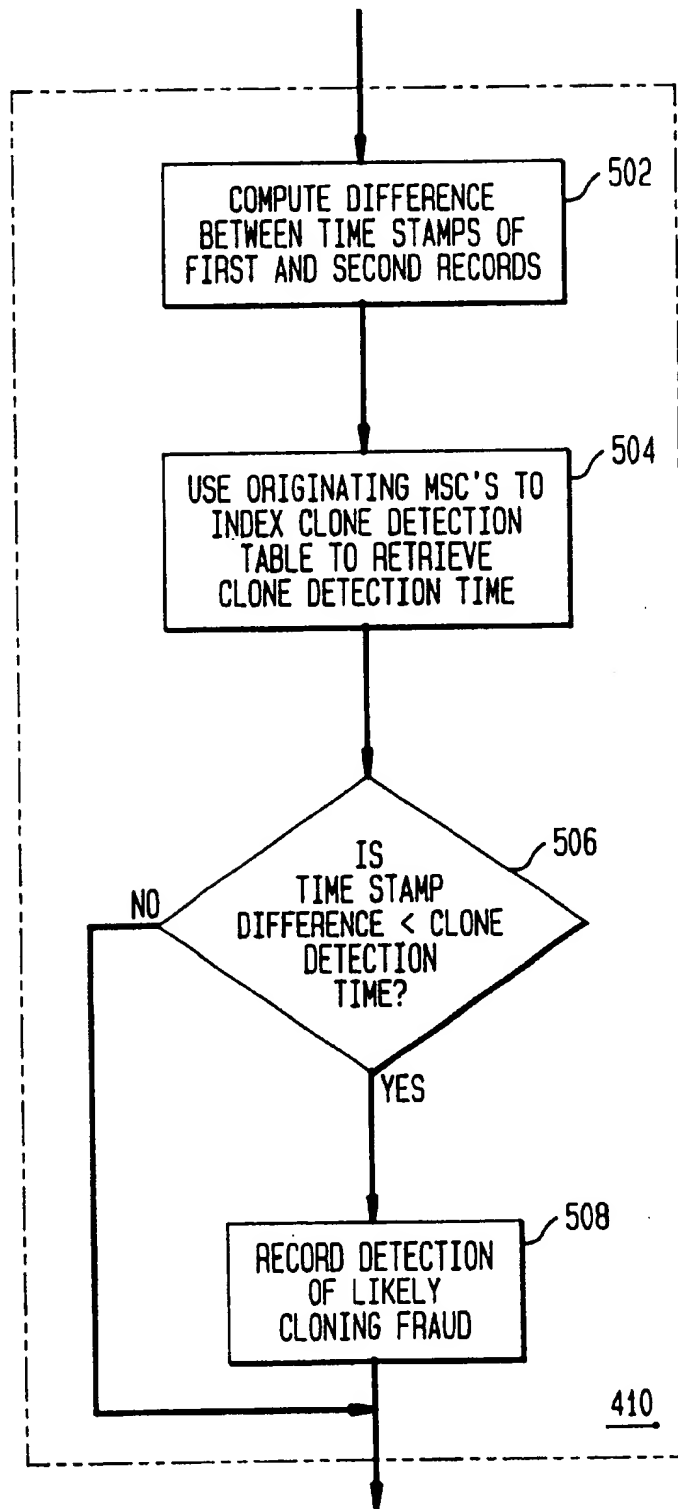 COMPUTE DIFFERENCE
BETWEEN TIME STAMPS OF
FIRST AND SECOND RECORDS
502
USE ORIGINATING MSC'S TO
INDEX CLONE DETECTION
TABLE TO RETRIEVE
CLONE DETECTION TIME
504
IS
TIME STAMP
DIFFERENCE < CLONE
DETECTION
TIME?
506
NO
YES
RECORD DETECTION
OF LIKELY
CLONING FRAUD
508
410